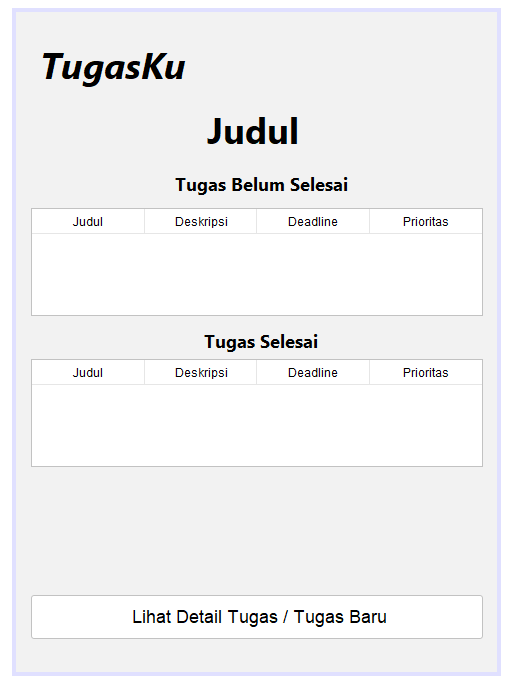 TugasKu
Judul
Tugas Belum Selesai
Judul Deskripsi Deadline Prioritas
Tugas Selesai
Judul Deskripsi Deadline Prioritas
Lihat Detail Tugas / Tugas Baru